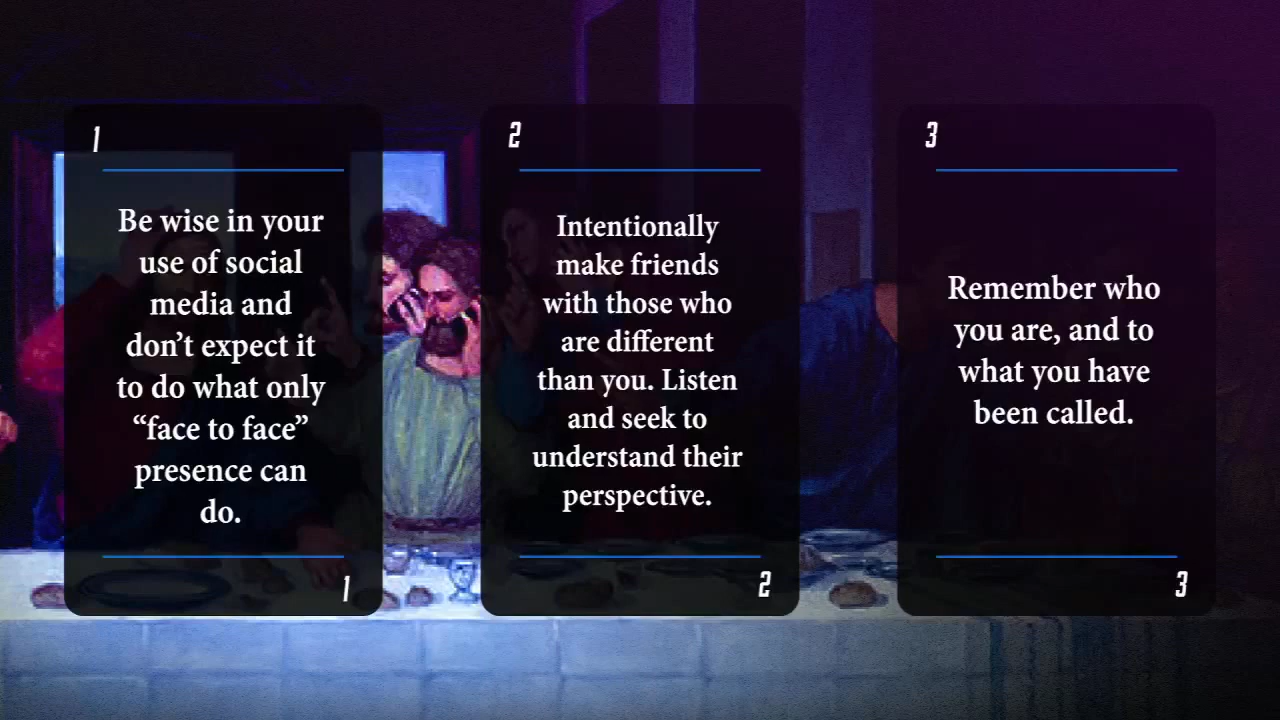 1
Be wise in your
use of social
media and
don’t expect it
to do what only
“face to face”
presence can
do.
1
2
Intentionally
make friends
with those who
are different
than you. Listen
and seek to
understand their
perspective.
2
3
Remember who
you are, and to
what you have
been called.
3